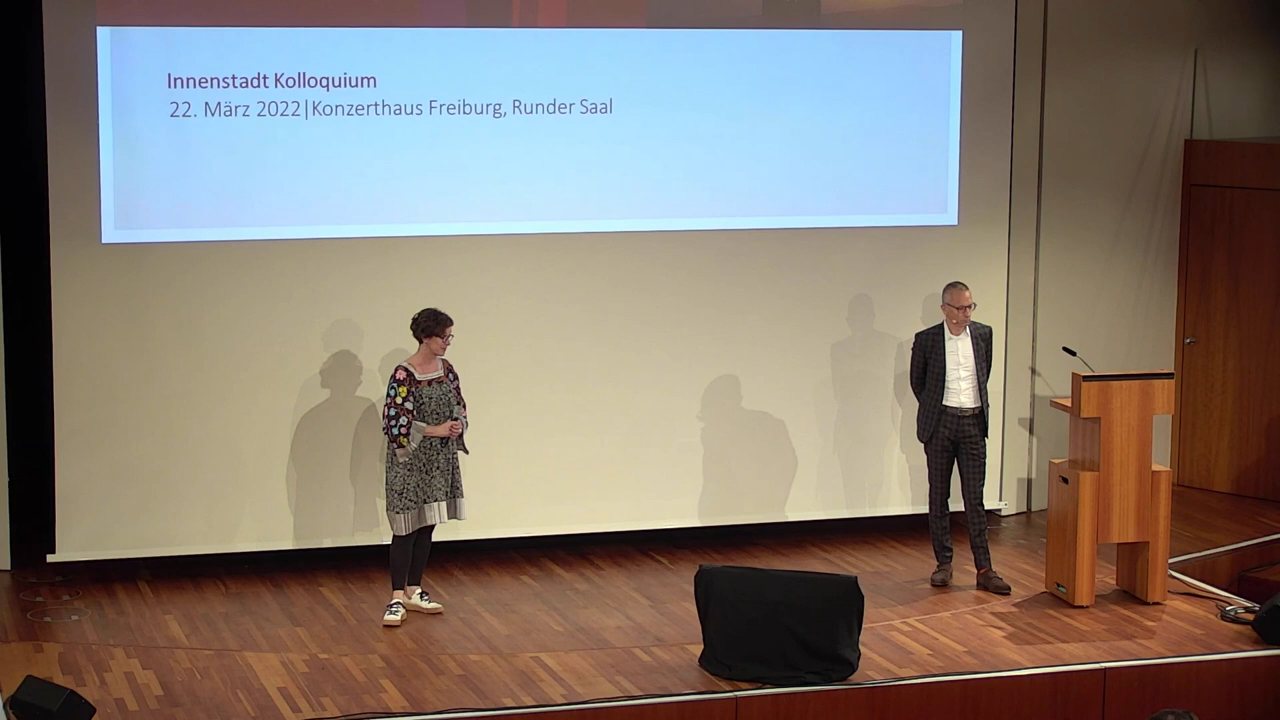 Innenstadt Kolloquium
22. März 2022|Konzerthaus Freiburg, Runder Saal